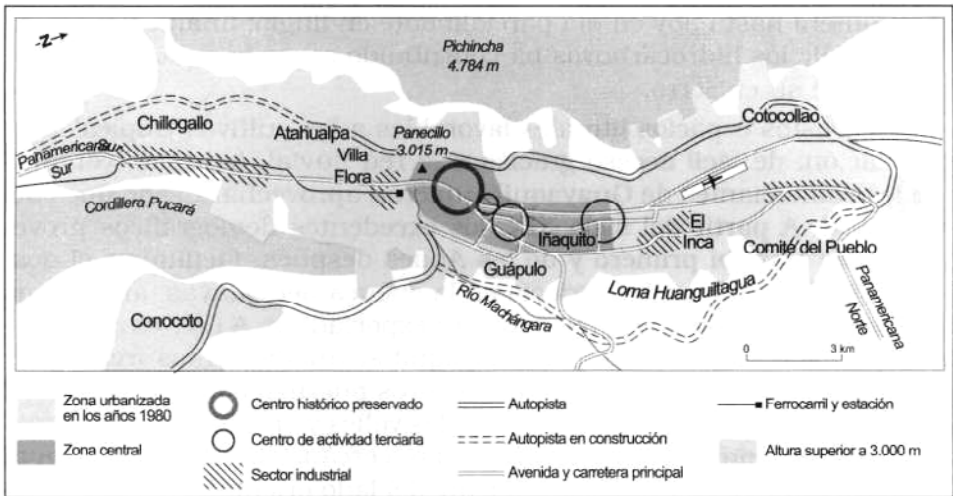 N
Pichincha
4.784 m
Cotocollao
Chillogallo
Atahualpa
Panecillo
3.015 m
Villa
Flora
Panamericana
Sur
Sur
Cordillera Pucará
Iñaquito
El
Inca
Comite del Pueblo
Guápulo
Loma Huanguiltagua
Río Machángara
Conocoto
Panamericana
Norte
0 3 km
Zona urbanizada
en los años 1980
Centro histórico preservado
Autopista
Ferrocarril y estación
Zona central
Centro de actividad terciaria
Autopista en construcción
Altura superior a 3.000 m
Sector industrial
Avenida y carretera principal